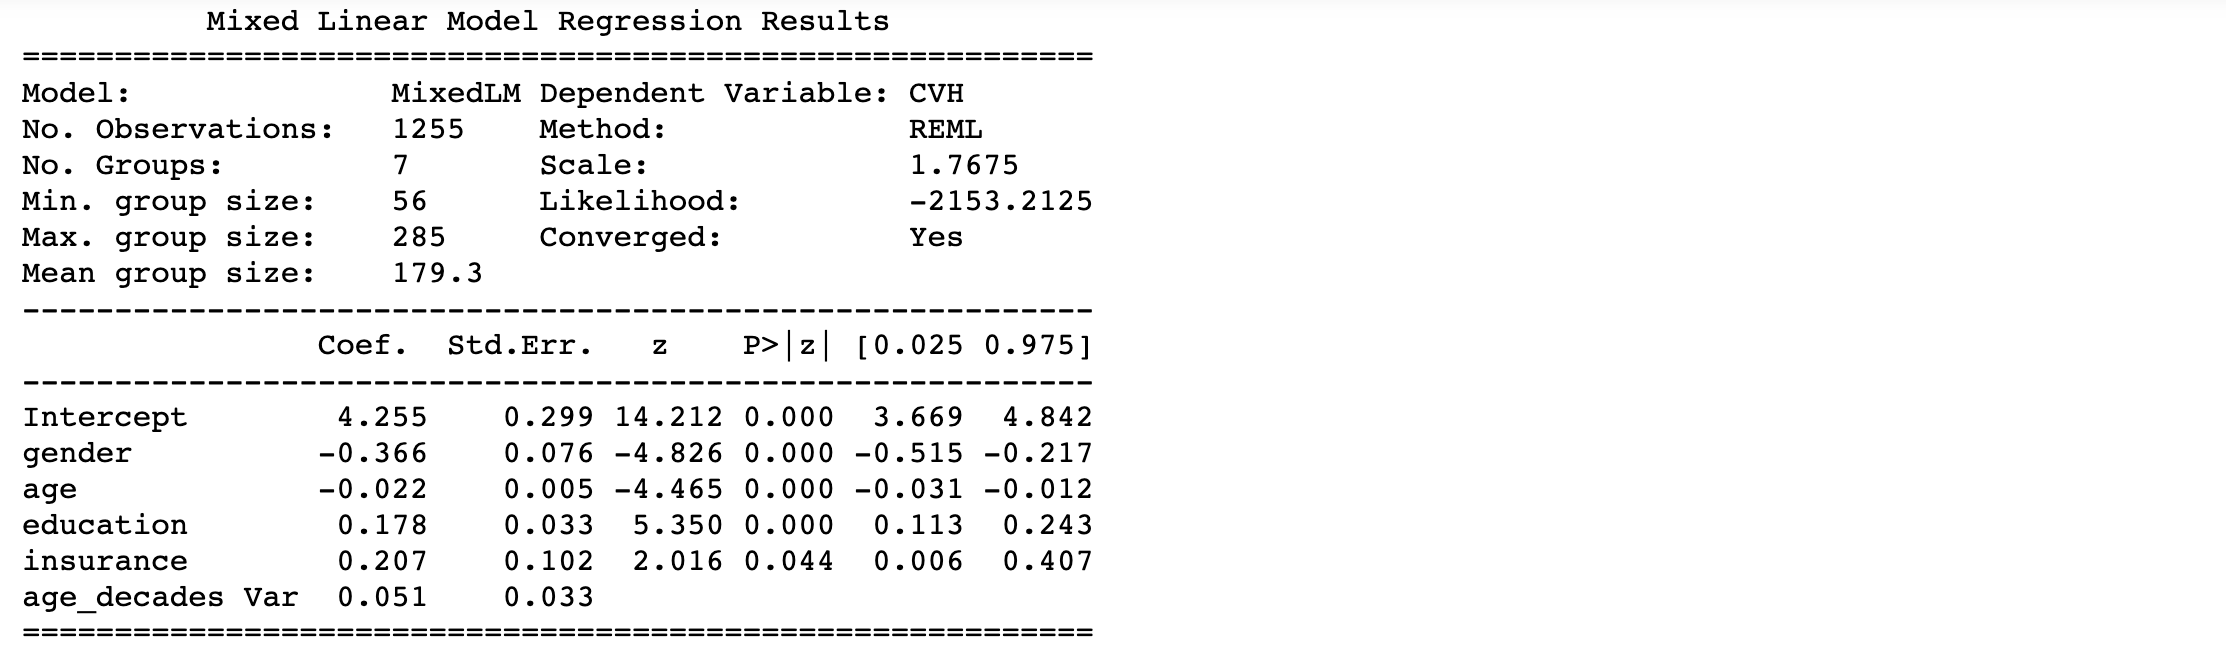 Mixed Linear Model Regression Results
==========================================================
Model: MixedLM Dependent Variable: CVH
No. Observations: 1255 Method: REML
No. Groups: 7 Scale: 1.7675
Min. group size: 56 Likelihood: -2153.2125
Max. group size: 285 Converged: Yes
Mean group size: 179.3
----------------------------------------------------------
Coef. Std.Err. z P>|z| [0.025 0.975]
----------------------------------------------------------
Intercept 4.255 0.299 14.212 0.000 3.669 4.842
gender -0.366 0.076 -4.826 0.000 -0.515 -0.217
age -0.022 0.005 -4.465 0.000 -0.031 -0.012
education 0.178 0.033 5.350 0.000 0.113 0.243
insurance 0.207 0.102 2.016 0.044 0.006 0.407
age_decades Var 0.051 0.033
==========================================================